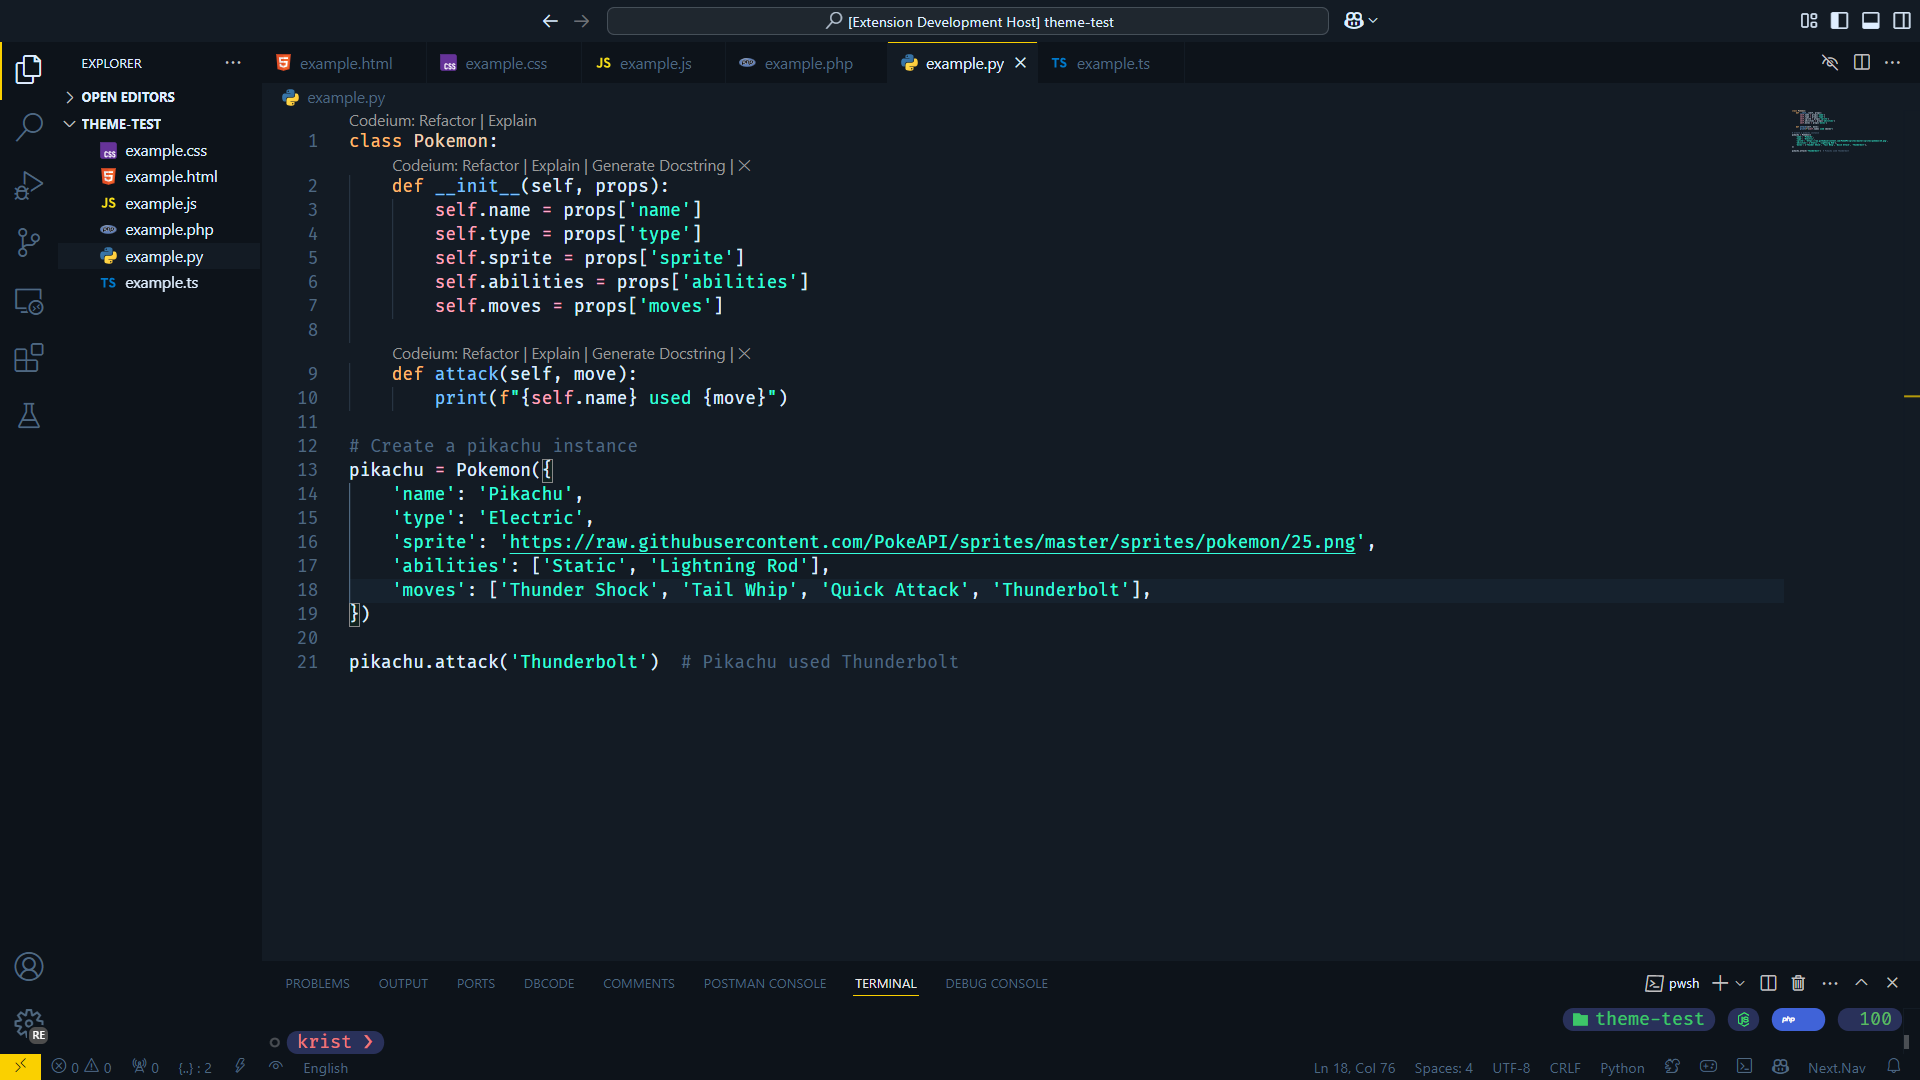 [Extension Development Host] theme-test
EXPLORER
OPEN EDITORS
THEME-TEST
example.css
example.html
JS example.js
example.php
example.py
TS example.ts
example.html
example.css
JS example.js
example.php
example.py
TS example.ts
example.py
Codeium: Refactor | Explain
1 class Pokemon:
Codeium: Refactor | Explain | Generate Docstring | ×
2 def __init__(self, props):
3 self.name = props['name']
4 self.type = props['type']
5 self.sprite = props['sprite']
6 self.abilities = props['abilities']
7 self.moves = props['moves']
8
Codeium: Refactor | Explain | Generate Docstring | ×
9 def attack(self, move):
10 print(f"{self.name} used {move}")
11
12 # Create a pikachu instance
13 pikachu = Pokemon({
14 'name': 'Pikachu',
15 'type': 'Electric',
16 'sprite': 'https://raw.githubusercontent.com/PokeAPI/sprites/master/sprites/pokemon/25.png',
17 'abilities': ['Static', 'Lightning Rod'],
18 'moves': ['Thunder Shock', 'Tail Whip', 'Quick Attack', 'Thunderbolt'],
19 })
20
21 pikachu.attack('Thunderbolt')  # Pikachu used Thunderbolt
PROBLEMS OUTPUT PORTS DBCODE COMMENTS POSTMAN CONSOLE TERMINAL DEBUG CONSOLE
pwsh
theme-test php 100
krist ❯
RE
0 0 0 {..} : 2 English
Ln 18, Col 76 Spaces: 4 UTF-8 CRLF Python Next.Nav